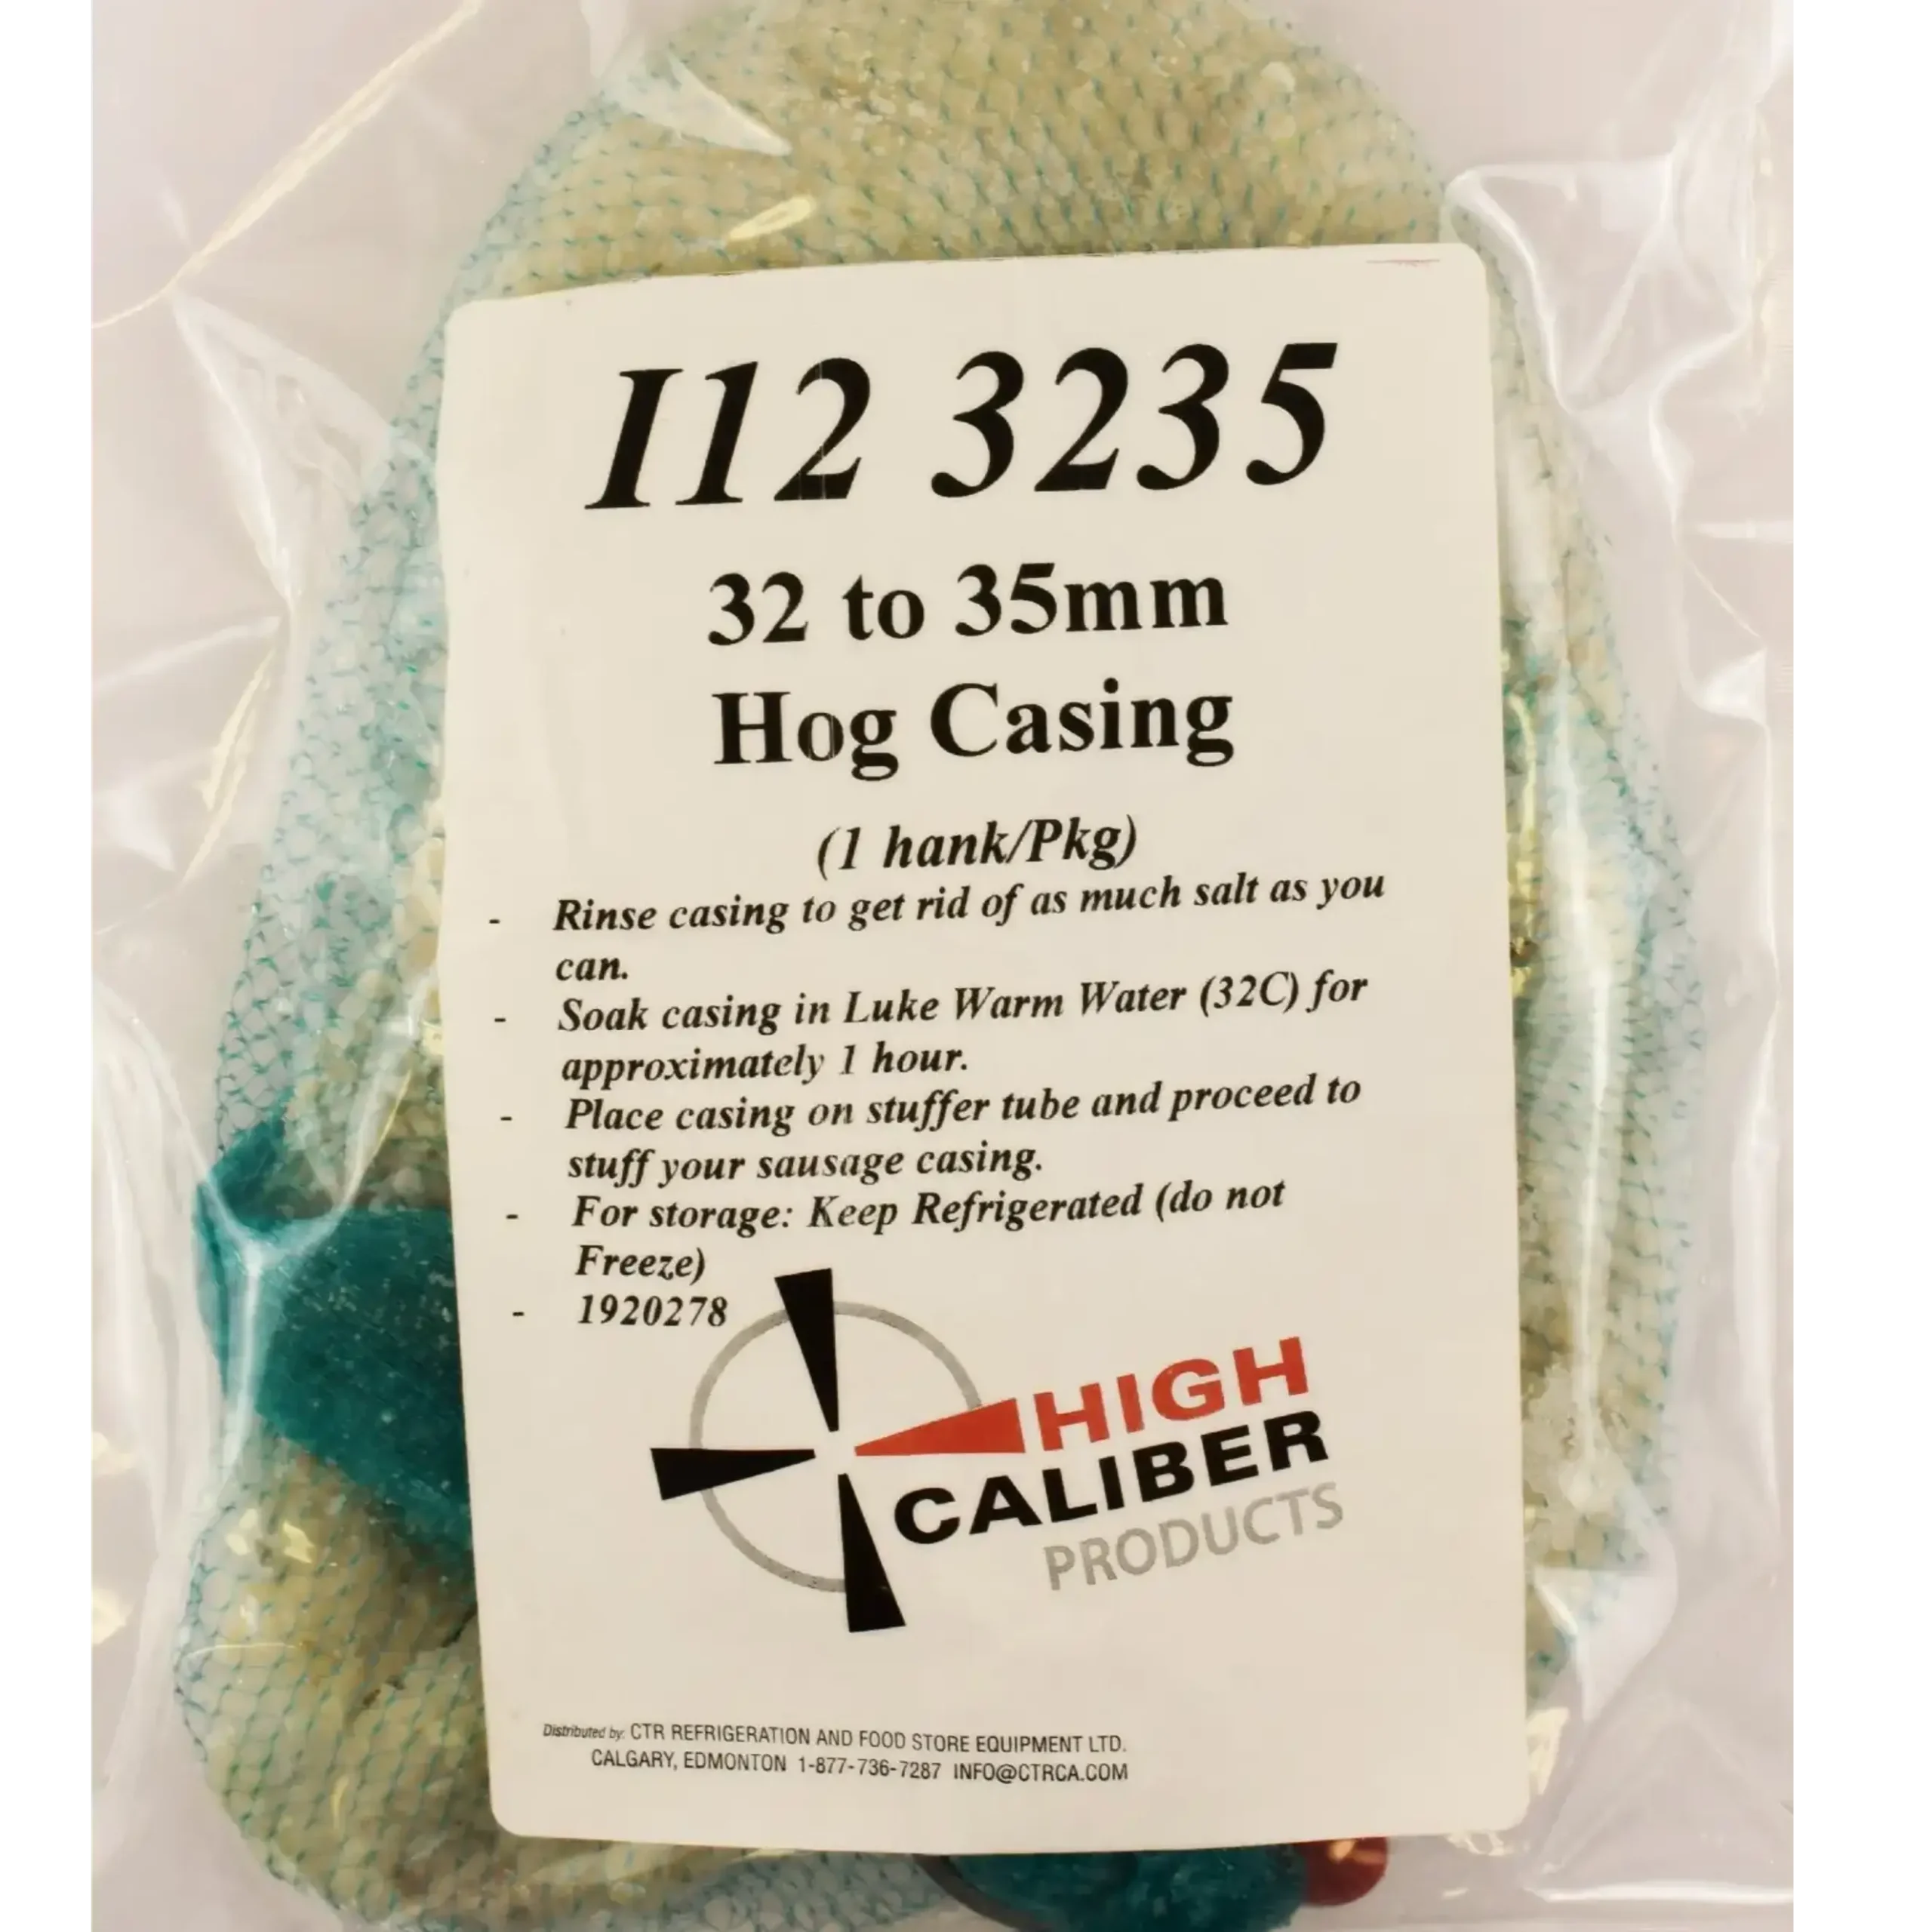 I12 3235
32 to 35mm
Hog Casing
(1 hank/Pkg)
- Rinse casing to get rid of as much salt as you
can.
- Soak casing in Luke Warm Water (32C) for
approximately 1 hour.
- Place casing on stuffer tube and proceed to
stuff your sausage casing.
- For storage: Keep Refrigerated (do not
Freeze)
- 1920278
HIGH
CALIBER
PRODUCTS
Distributed by: CTR REFRIGERATION AND FOOD STORE EQUIPMENT LTD.
CALGARY, EDMONTON 1-877-736-7287 INFO@CTRCA.COM